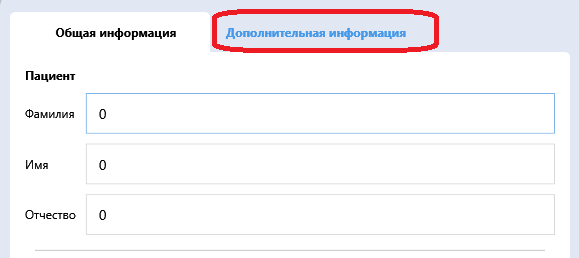 Общая информация Дополнительная информация
Пациент
Фамилия 0
Имя 0
Отчество 0